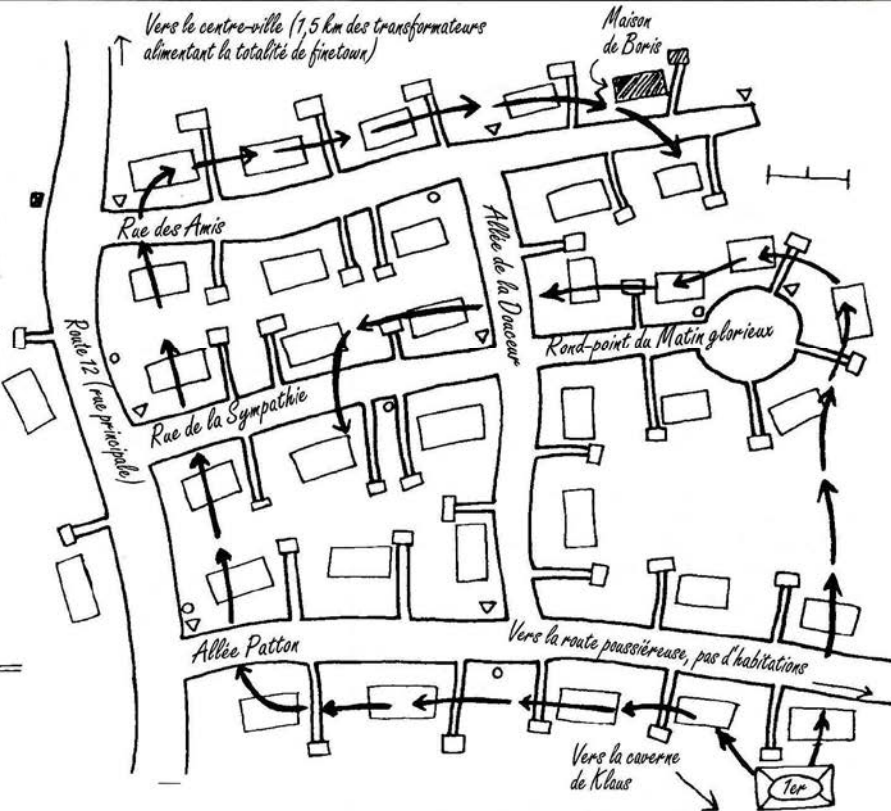 Vers le centre-ville (1,5 km des transformateurs
alimentant la totalité de finetown)
Maison
de Boris
Rue des Amis
Allée de la Douceur
Route 12 (rue principale)
Rond-point du Matin glorieux
Rue de la Sympathie
Allée Patton
Vers la route poussiéreuse, pas d'habitations
Vers la caverne
de Klaus
1er